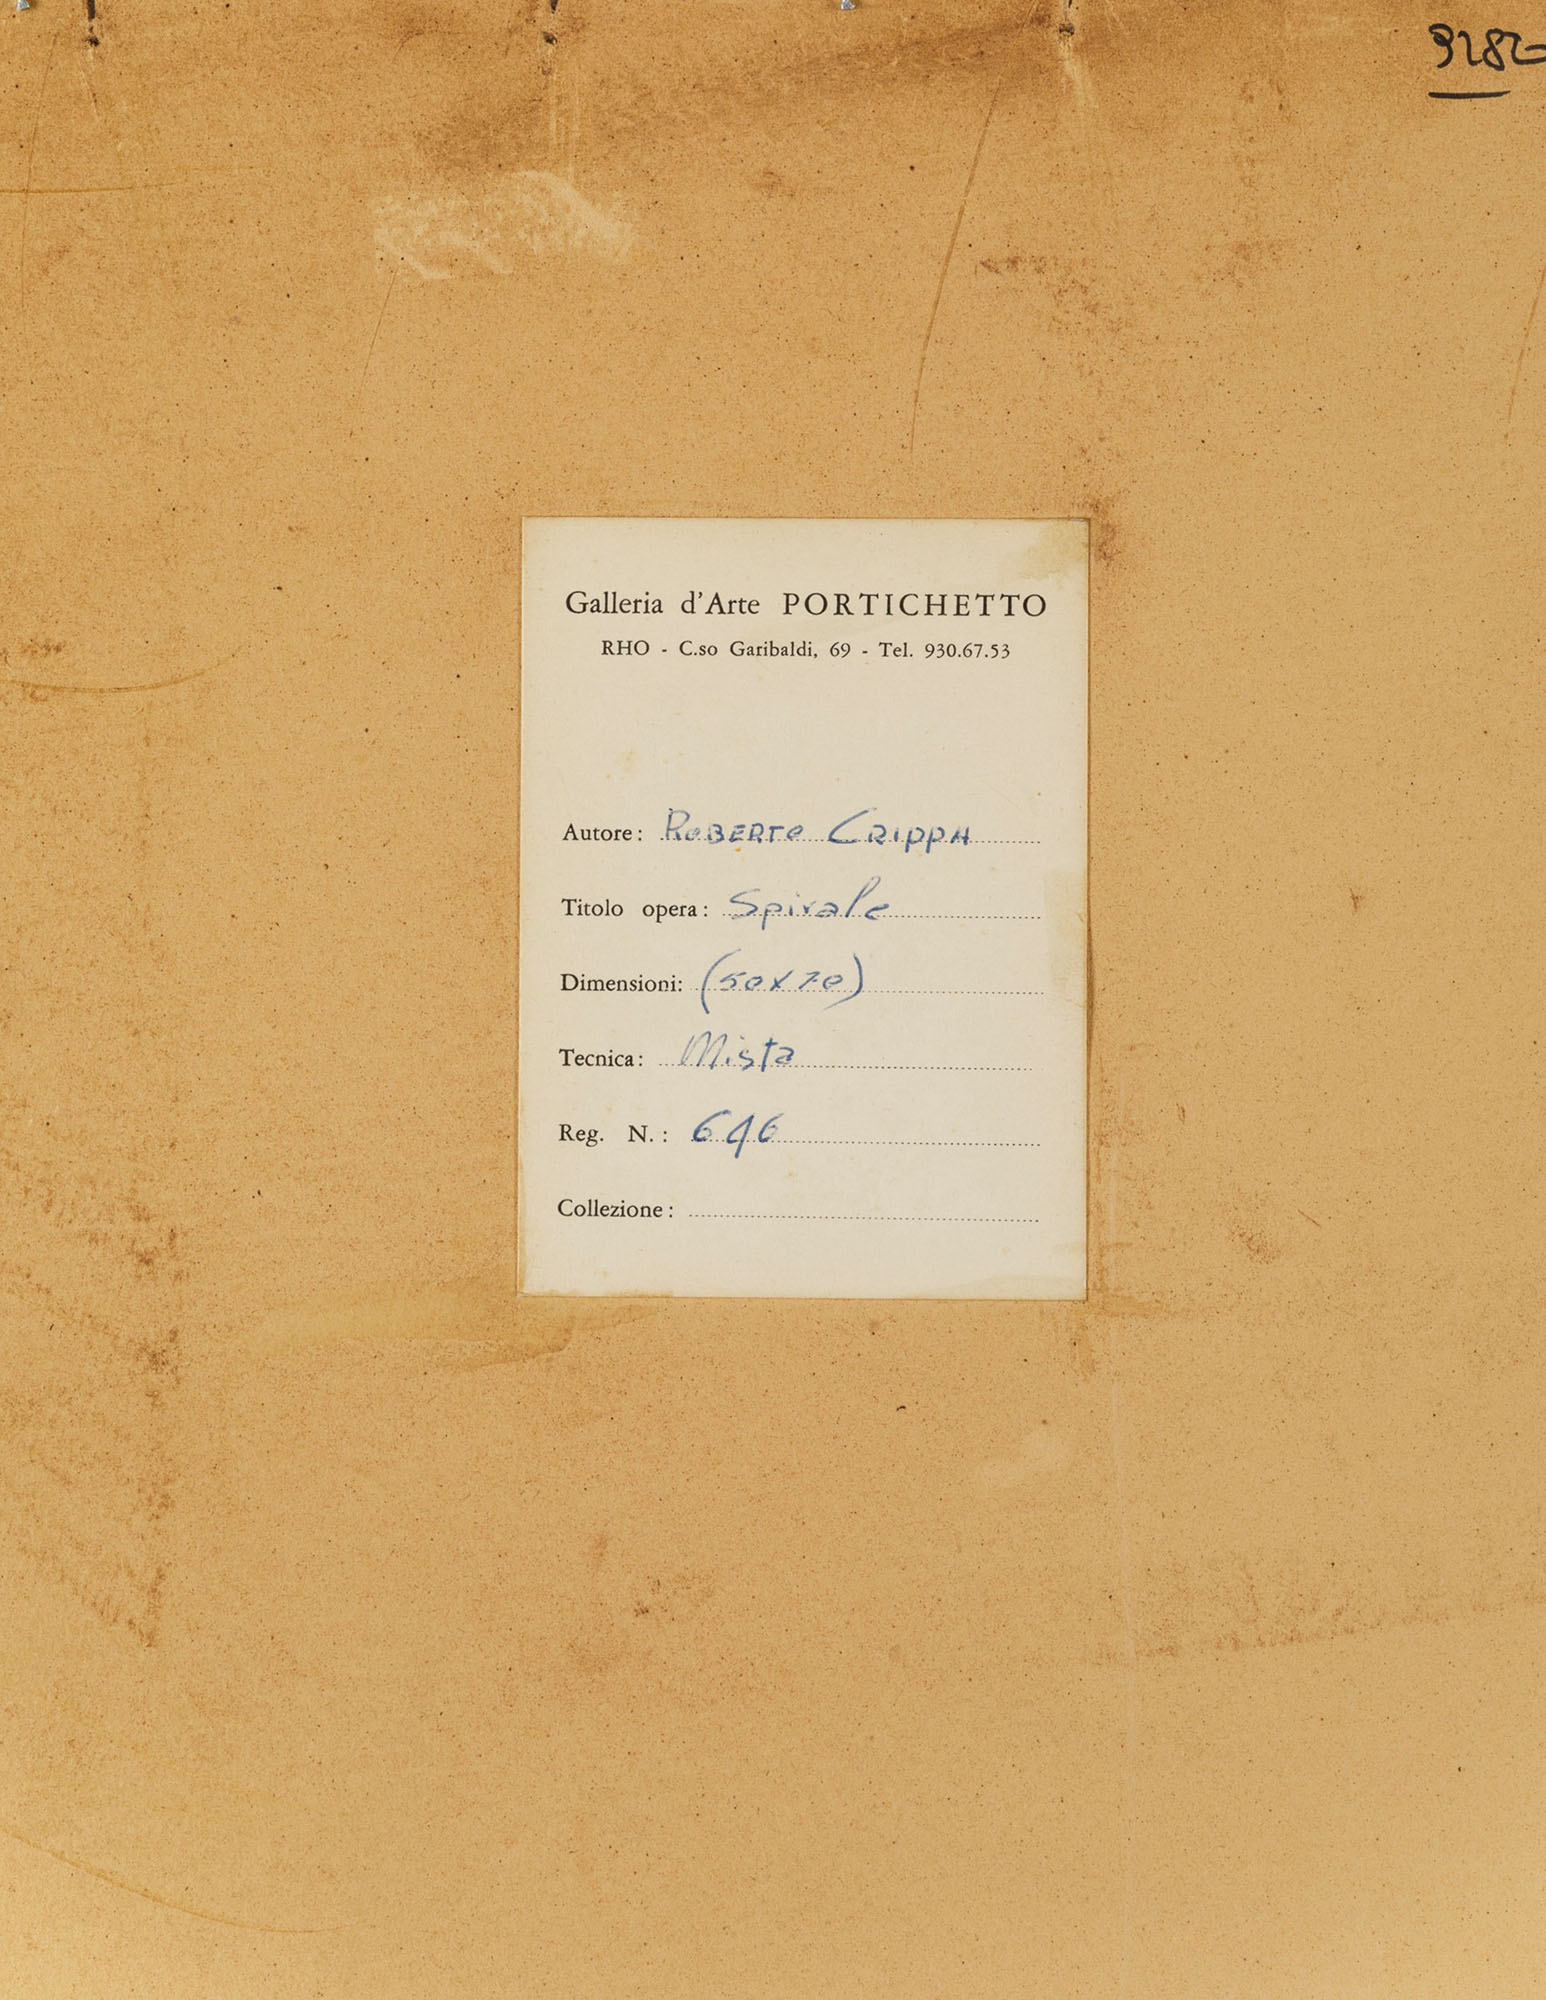 9282
Galleria d'Arte PORTICHETTO
RHO - C.so Garibaldi, 69 - Tel. 930.67.53
Autore: ROBERTO CRIPPA
Titolo opera: Spirale
Dimensioni: (50x70)
Tecnica: Mista
Reg. N.: 646
Collezione: